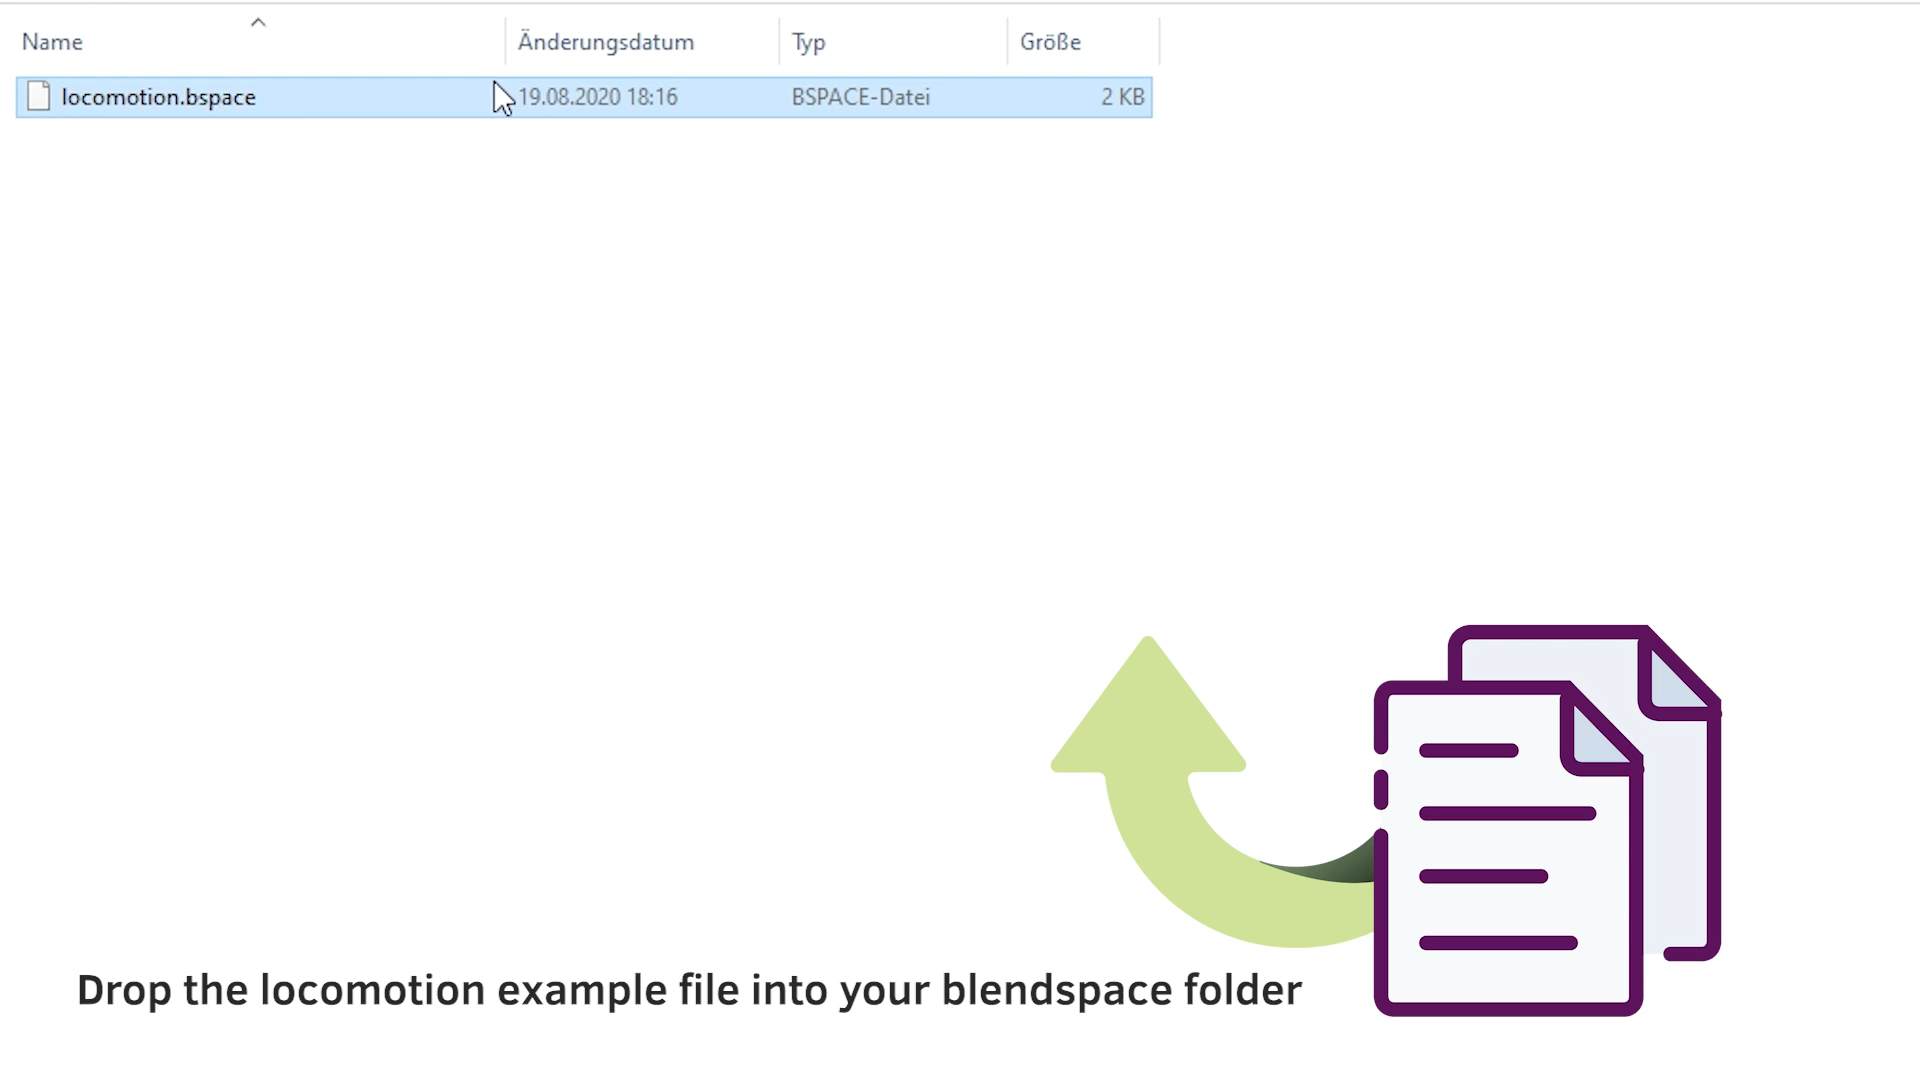 Name Änderungsdatum Typ Größe
locomotion.bspace 19.08.2020 18:16 BSPACE-Datei 2 KB
Drop the locomotion example file into your blendspace folder